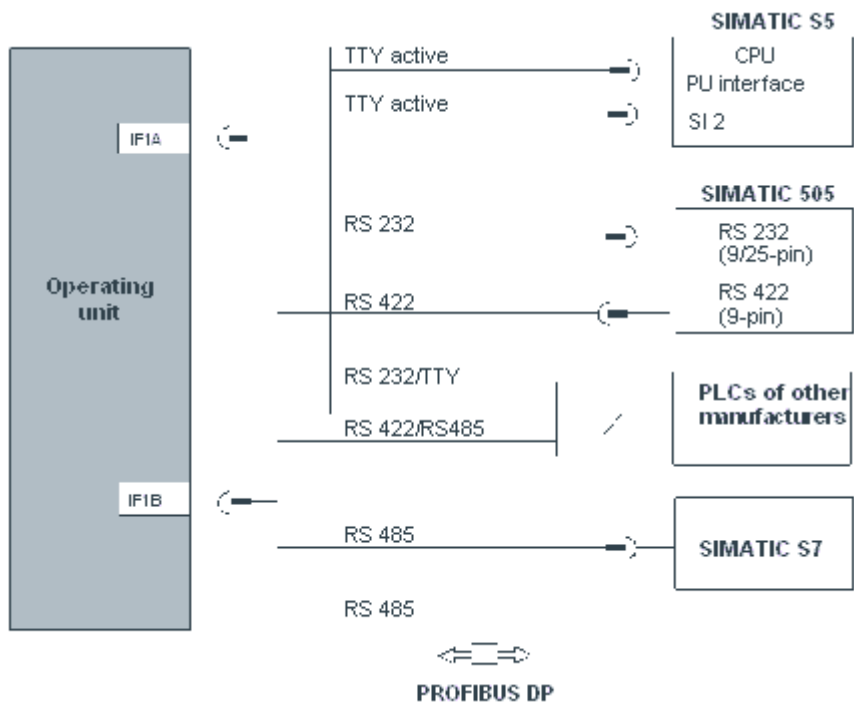 SIMATIC S5
TTY active
CPU
PU interface
TTY active
SI 2
IF1A
SIMATIC 505
RS 232
RS 232
(9/25-pin)
Operating
unit
RS 422
RS 422
(9-pin)
RS 232/TTY
PLCs of other
manufacturers
RS 422/RS485
IF1B
RS 485
SIMATIC S7
RS 485
PROFIBUS DP